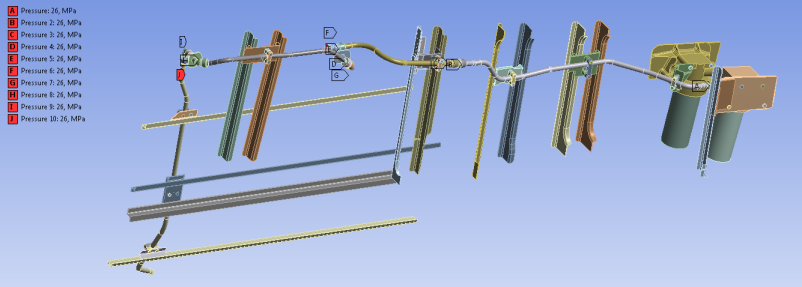 A Pressure: 26, MPa
B Pressure 2: 26, MPa
C Pressure 3: 26, MPa
D Pressure 4: 26, MPa
E Pressure 5: 26, MPa
F Pressure 6: 26, MPa
G Pressure 7: 26, MPa
H Pressure 8: 26, MPa
I Pressure 9: 26, MPa
J Pressure 10: 26, MPa
F
I
D
G
J
A